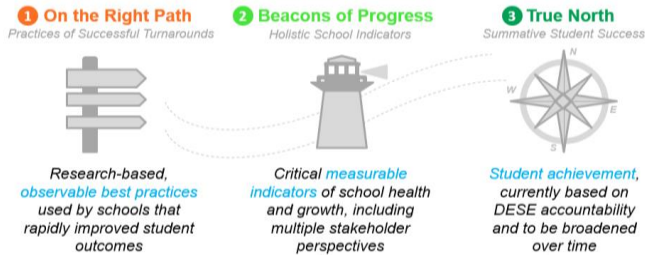 1 On the Right Path
Practices of Successful Turnarounds
Research-based,
observable best practices
used by schools that
rapidly improved student
outcomes
2 Beacons of Progress
Holistic School Indicators
Critical measurable
indicators of school health
and growth, including
multiple stakeholder
perspectives
3 True North
Summative Student Success
N
W
E
S
Student achievement,
currently based on
DESE accountability
and to be broadened
over time